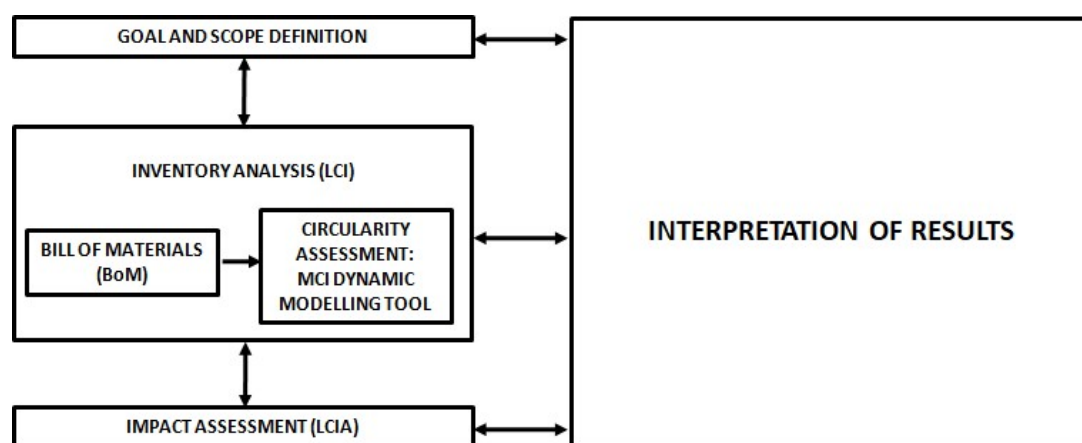 GOAL AND SCOPE DEFINITION
INVENTORY ANALYSIS (LCI)
BILL OF MATERIALS
(BoM)
CIRCULARITY
ASSESSMENT:
MCI DYNAMIC
MODELLING TOOL
IMPACT ASSESSMENT (LCIA)
INTERPRETATION OF RESULTS